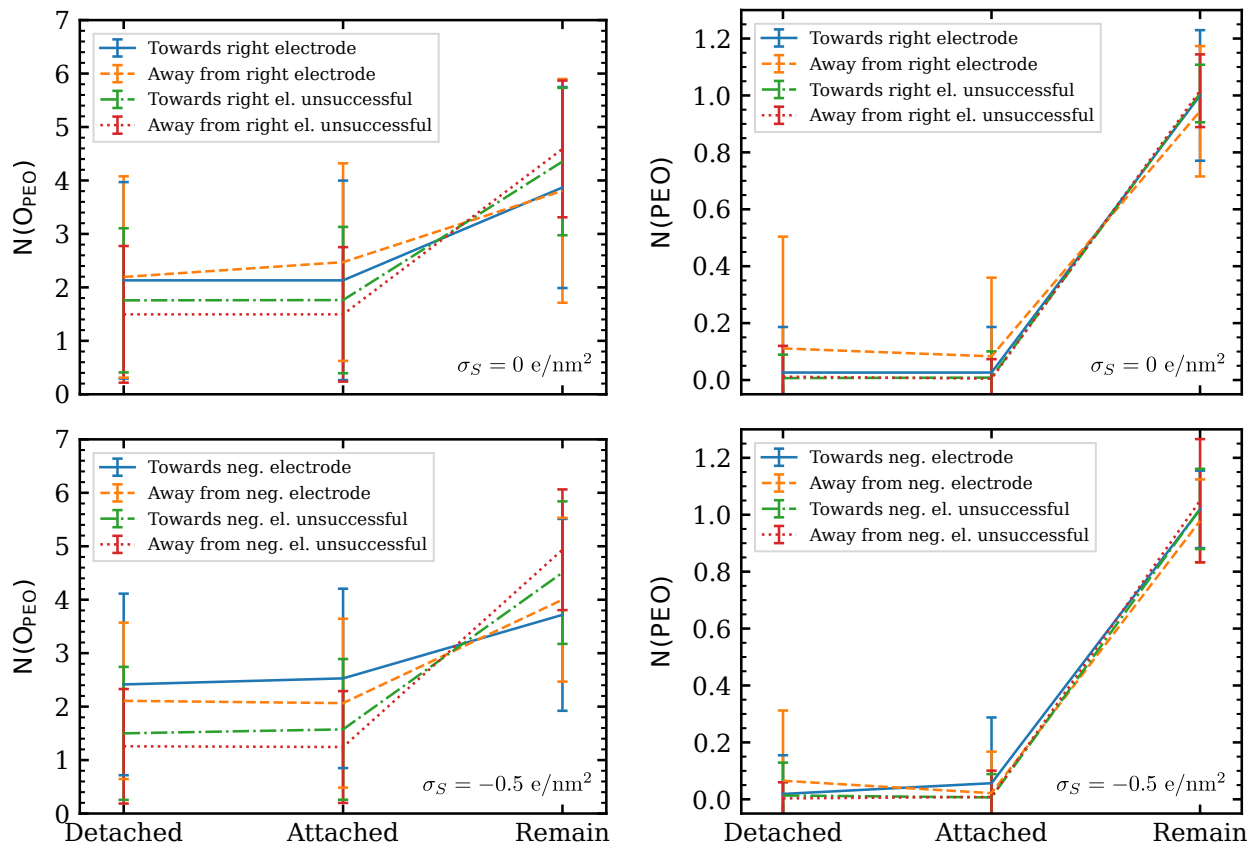 7
6
5
4
3
2
1
0
N(O_PEO)
Towards right electrode
Away from right electrode
Towards right el. unsuccessful
Away from right el. unsuccessful
σ_S = 0 e/nm²
1.2
1.0
0.8
0.6
0.4
0.2
0.0
N(PEO)
Towards right electrode
Away from right electrode
Towards right el. unsuccessful
Away from right el. unsuccessful
σ_S = 0 e/nm²
7
6
5
4
3
2
1
0
N(O_PEO)
Towards neg. electrode
Away from neg. electrode
Towards neg. el. unsuccessful
Away from neg. el. unsuccessful
σ_S = −0.5 e/nm²
Detached Attached Remain
1.2
1.0
0.8
0.6
0.4
0.2
0.0
N(PEO)
Towards neg. electrode
Away from neg. electrode
Towards neg. el. unsuccessful
Away from neg. el. unsuccessful
σ_S = −0.5 e/nm²
Detached Attached Remain